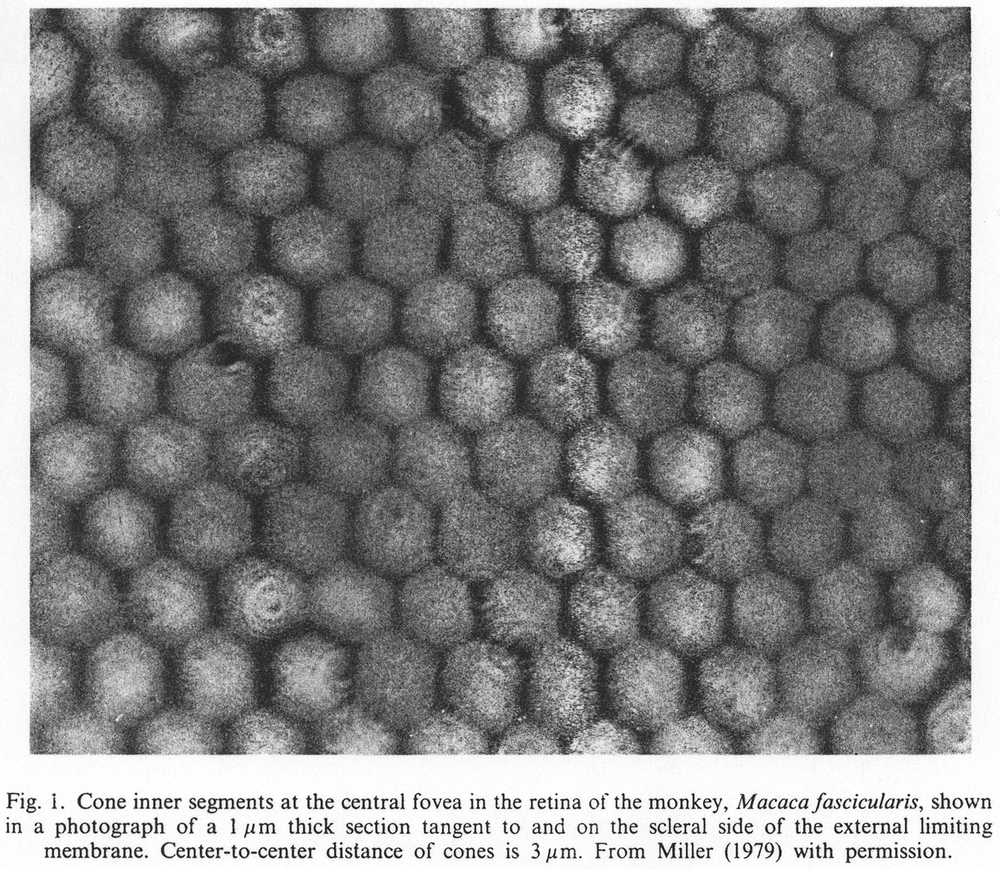 Fig. 1. Cone inner segments at the central fovea in the retina of the monkey, Macaca fascicularis, shown
in a photograph of a 1 μm thick section tangent to and on the scleral side of the external limiting
membrane. Center-to-center distance of cones is 3 μm. From Miller (1979) with permission.